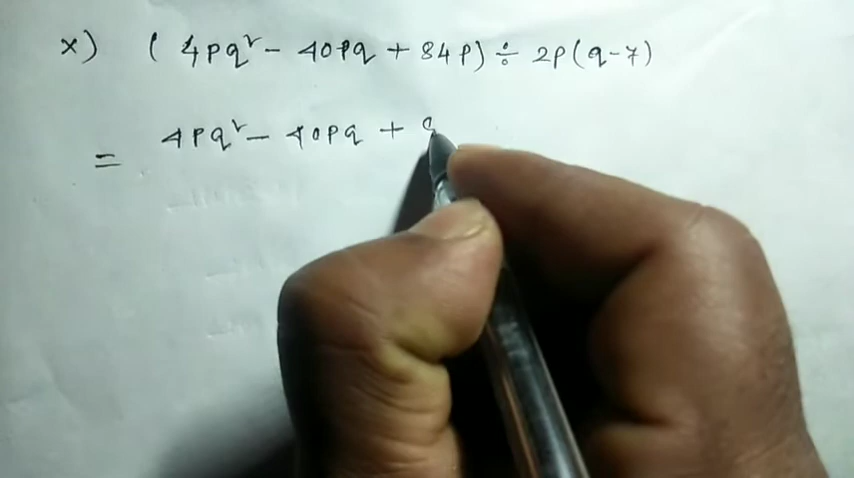 x) ( 4pq² - 40pq + 84p) ÷ 2p(q-7)
= 4pq² - 40pq +